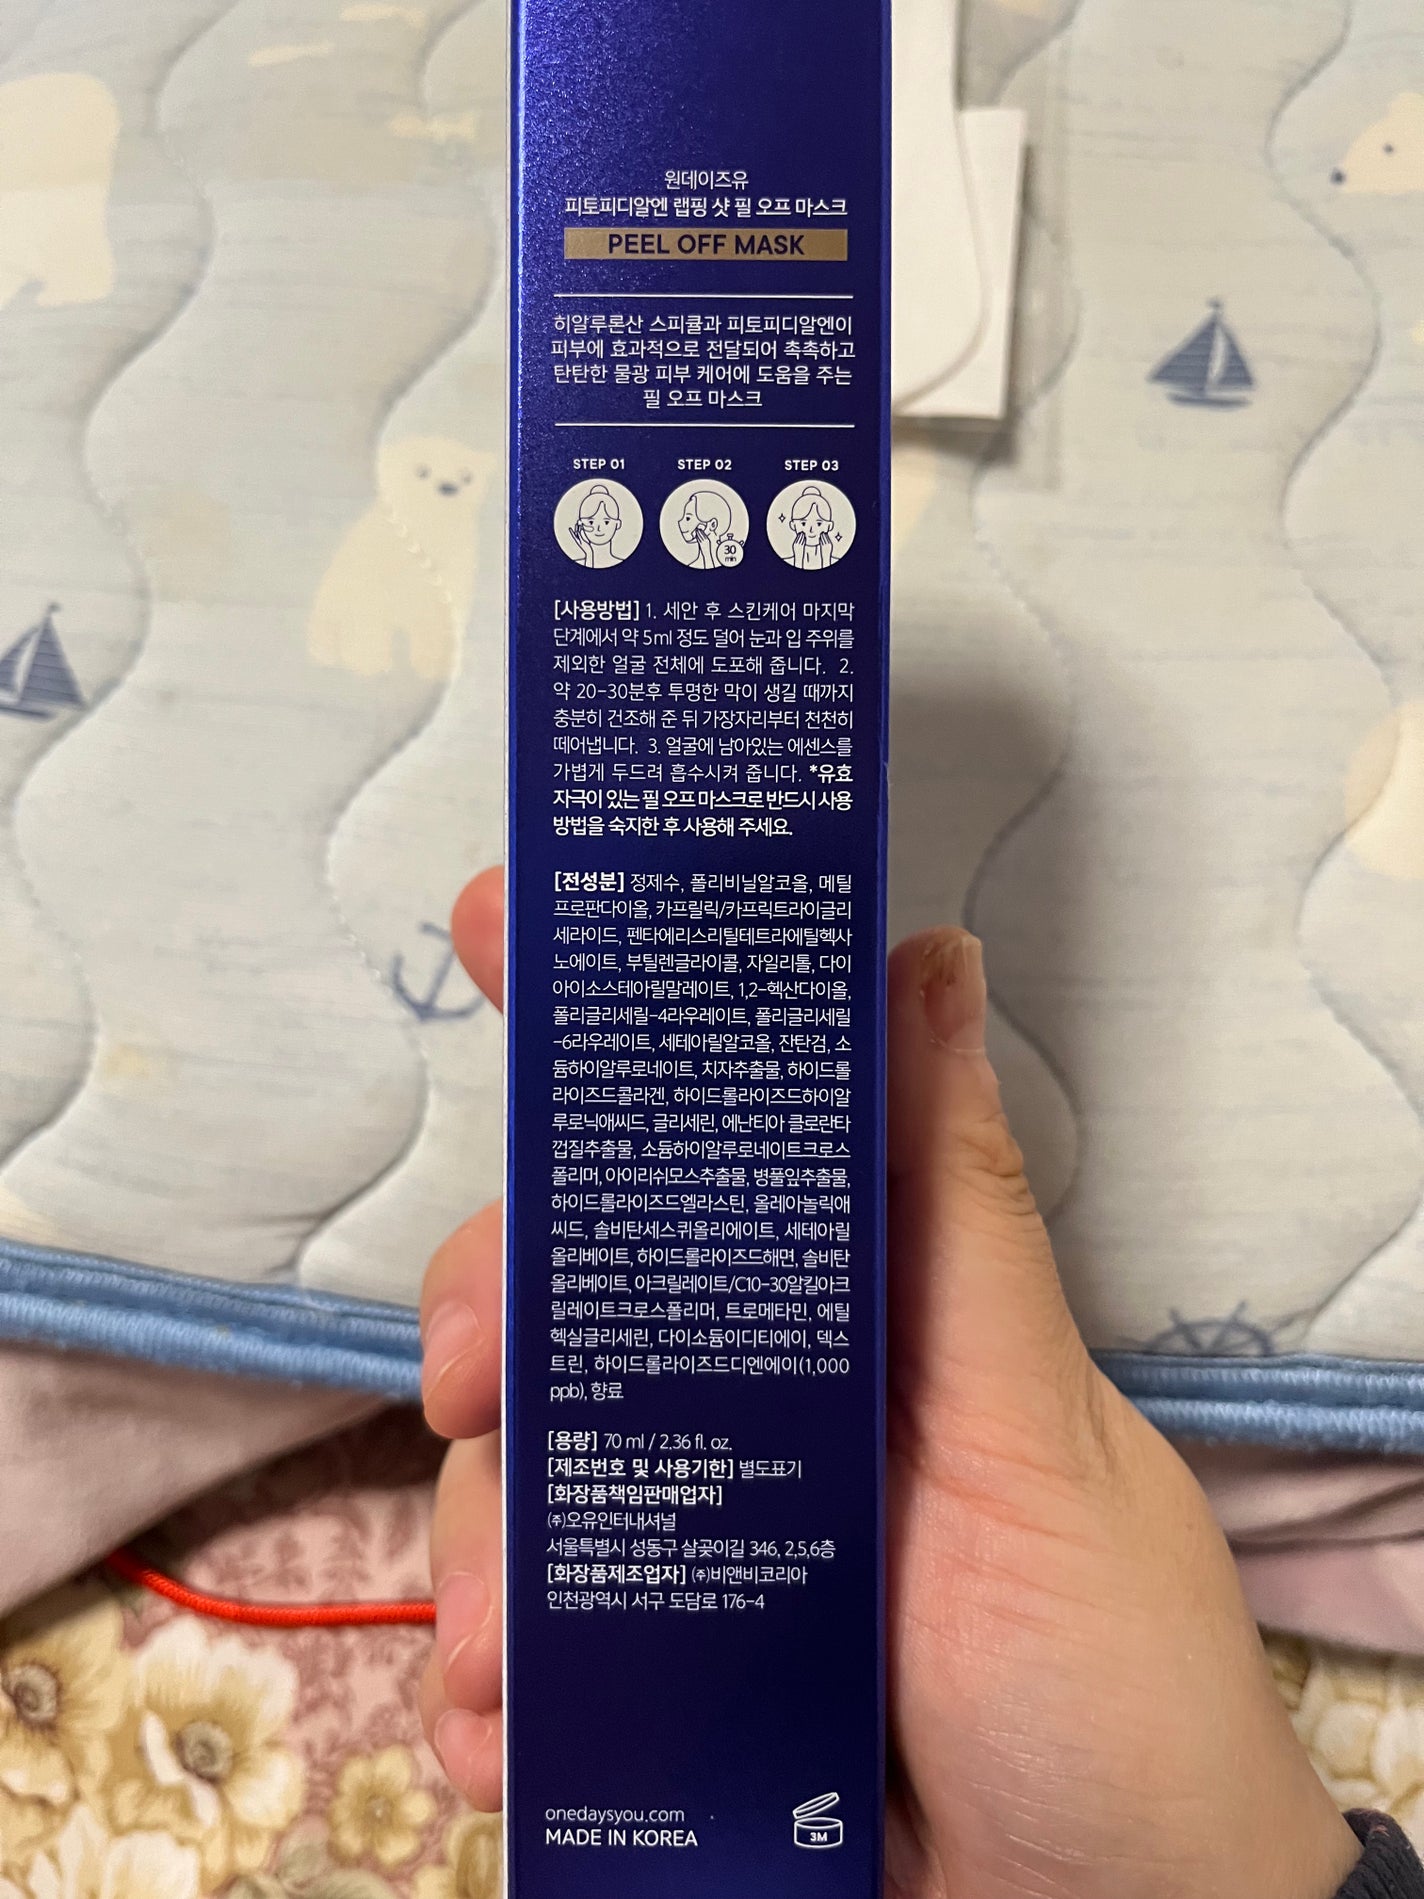 원데이즈유
피토피디알엔 랩핑 샷 필 오프 마스크
PEEL OFF MASK
히알루론산 스피큘과 피토피디알엔이
피부에 효과적으로 전달되어 촉촉하고
탄탄한 물광 피부 케어에 도움을 주는
필 오프 마스크
STEP 01 STEP 02 STEP 03
30
min
[사용방법] 1. 세안 후 스킨케어 마지막
단계에서 약 5ml 정도 덜어 눈과 입 주위를
제외한 얼굴 전체에 도포해 줍니다. 2.
약 20-30분후 투명한 막이 생길 때까지
충분히 건조해 준 뒤 가장자리부터 천천히
떼어냅니다. 3. 얼굴에 남아있는 에센스를
가볍게 두드려 흡수시켜 줍니다. *유효
자극이 있는 필 오프 마스크로 반드시 사용
방법을 숙지한 후 사용해 주세요.
[전성분] 정제수, 폴리비닐알코올, 메틸
프로판다이올, 카프릴릭/카프릭트라이글리
세라이드, 펜타에리스리틸테트라에틸헥사
노에이트, 부틸렌글라이콜, 자일리톨, 다이
아이소스테아릴말레이트, 1,2-헥산다이올,
폴리글리세릴-4라우레이트, 폴리글리세릴
-6라우레이트, 세테아릴알코올, 잔탄검, 소
듐하이알루로네이트, 치자추출물, 하이드롤
라이즈드콜라겐, 하이드롤라이즈드하이알
루로닉애씨드, 글리세린, 에난티아 클로란타
껍질추출물, 소듐하이알루로네이트크로스
폴리머, 아이리쉬모스추출물, 병풀잎추출물,
하이드롤라이즈드엘라스틴, 올레아놀릭애
씨드, 솔비탄세스퀴올리에이트, 세테아릴
올리베이트, 하이드롤라이즈드해면, 솔비탄
올리베이트, 아크릴레이트/C10-30알킬아크
릴레이트크로스폴리머, 트로메타민, 에틸
헥실글리세린, 다이소듐이디티에이, 덱스
트린, 하이드롤라이즈드디엔에이(1,000
ppb), 향료
[용량] 70 ml / 2.36 fl. oz.
[제조번호 및 사용기한] 별도표기
[화장품책임판매업자]
㈜오유인터내셔널
서울특별시 성동구 살곶이길 346, 2,5,6층
[화장품제조업자] ㈜비앤비코리아
인천광역시 서구 도담로 176-4
onedaysyou.com
MADE IN KOREA
3M